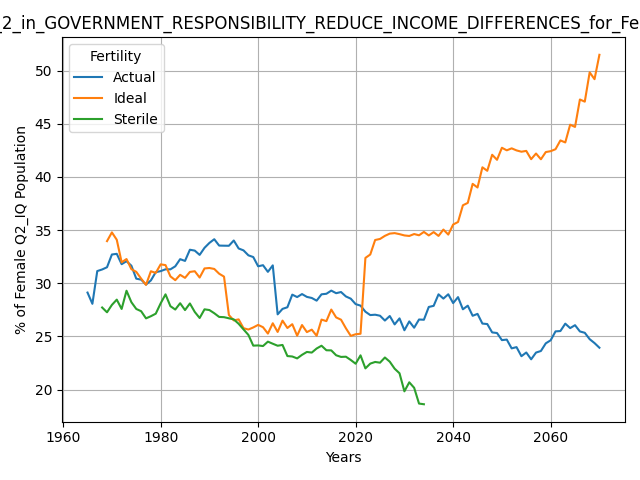 _2_in_GOVERNMENT_RESPONSIBILITY_REDUCE_INCOME_DIFFERENCES_for_Fe
Fertility
Actual
Ideal
Sterile
% of Female Q2_IQ Population
50
45
40
35
30
25
20
1960 1980 2000 2020 2040 2060
Years